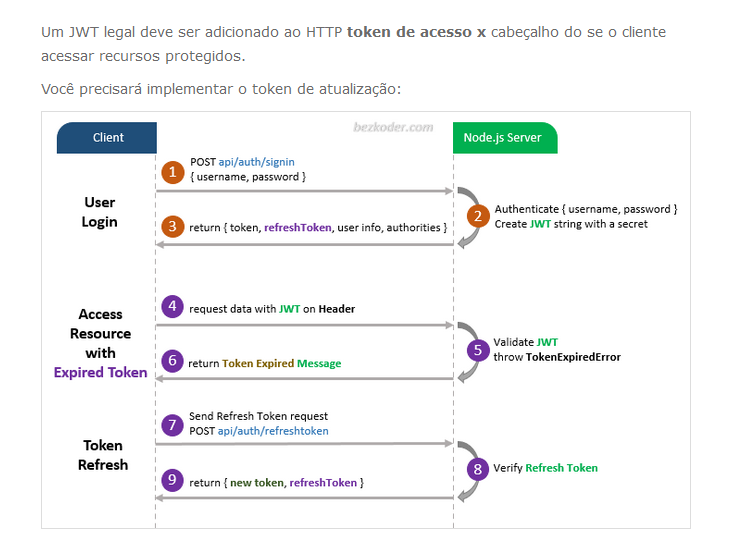 Um JWT legal deve ser adicionado ao HTTP token de acesso x cabeçalho do se o cliente
acessar recursos protegidos.
Você precisará implementar o token de atualização:
bezkoder.com
Client
Node.js Server
User
Login
1
POST api/auth/signin
{ username, password }
2
Authenticate { username, password }
Create JWT string with a secret
3
return { token, refreshToken, user info, authorities }
Access
Resource
with
Expired Token
4
request data with JWT on Header
5
Validate JWT
throw TokenExpiredError
6
return Token Expired Message
Token
Refresh
7
Send Refresh Token request
POST api/auth/refreshtoken
8
Verify Refresh Token
9
return { new token, refreshToken }